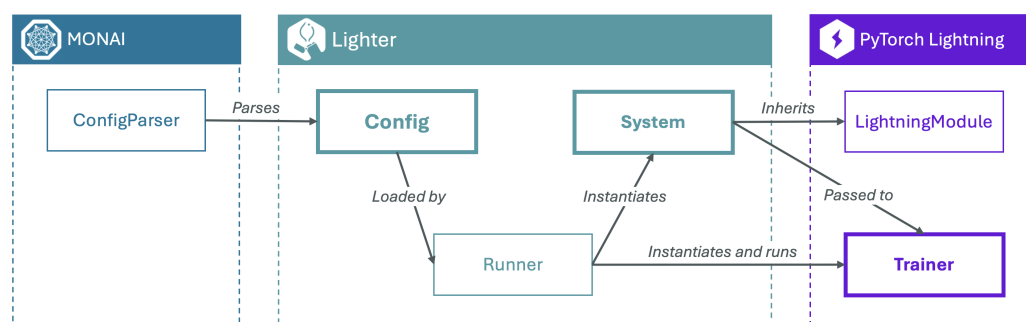 MONAI
Lighter
PyTorch Lightning
ConfigParser
Parses
Config
System
Inherits
LightningModule
Loaded by
Instantiates
Passed to
Runner
Instantiates and runs
Trainer